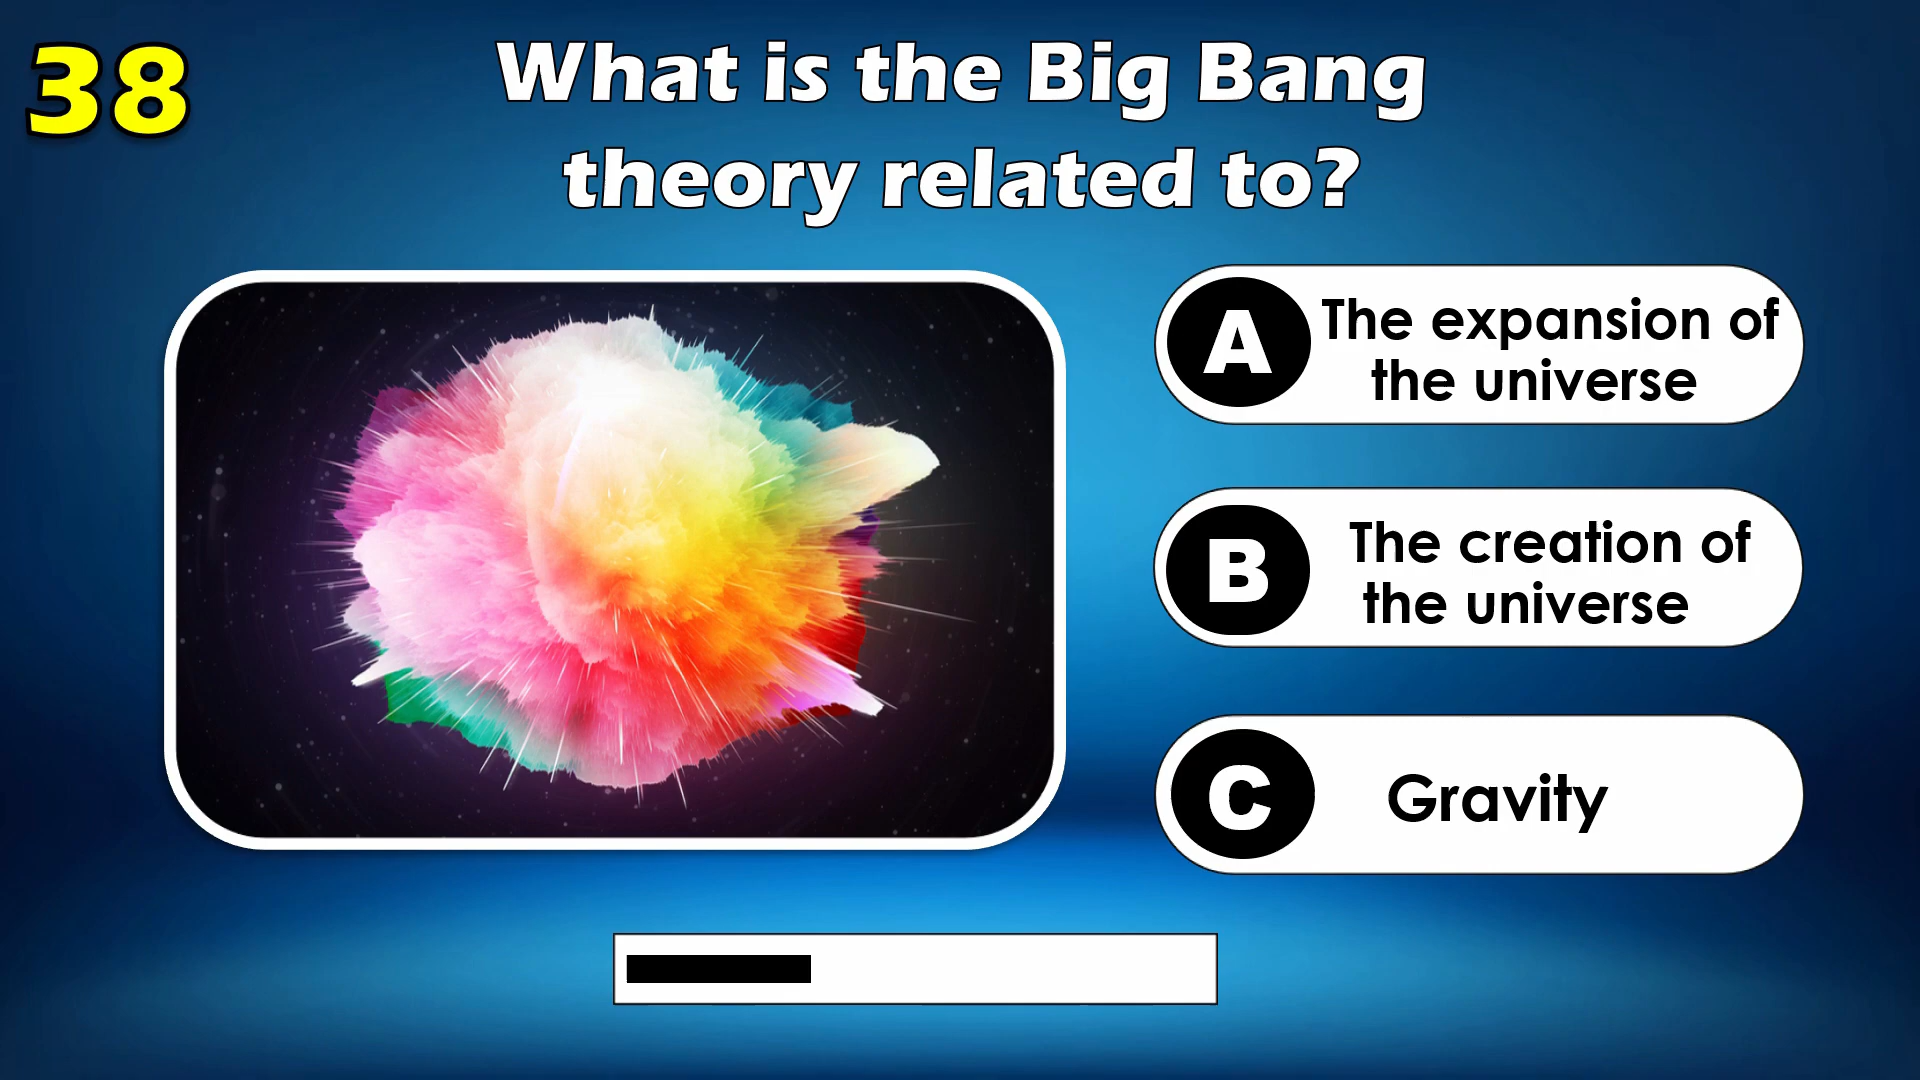 38
What is the Big Bang
theory related to?
A
The expansion of
the universe
B
The creation of
the universe
C
Gravity